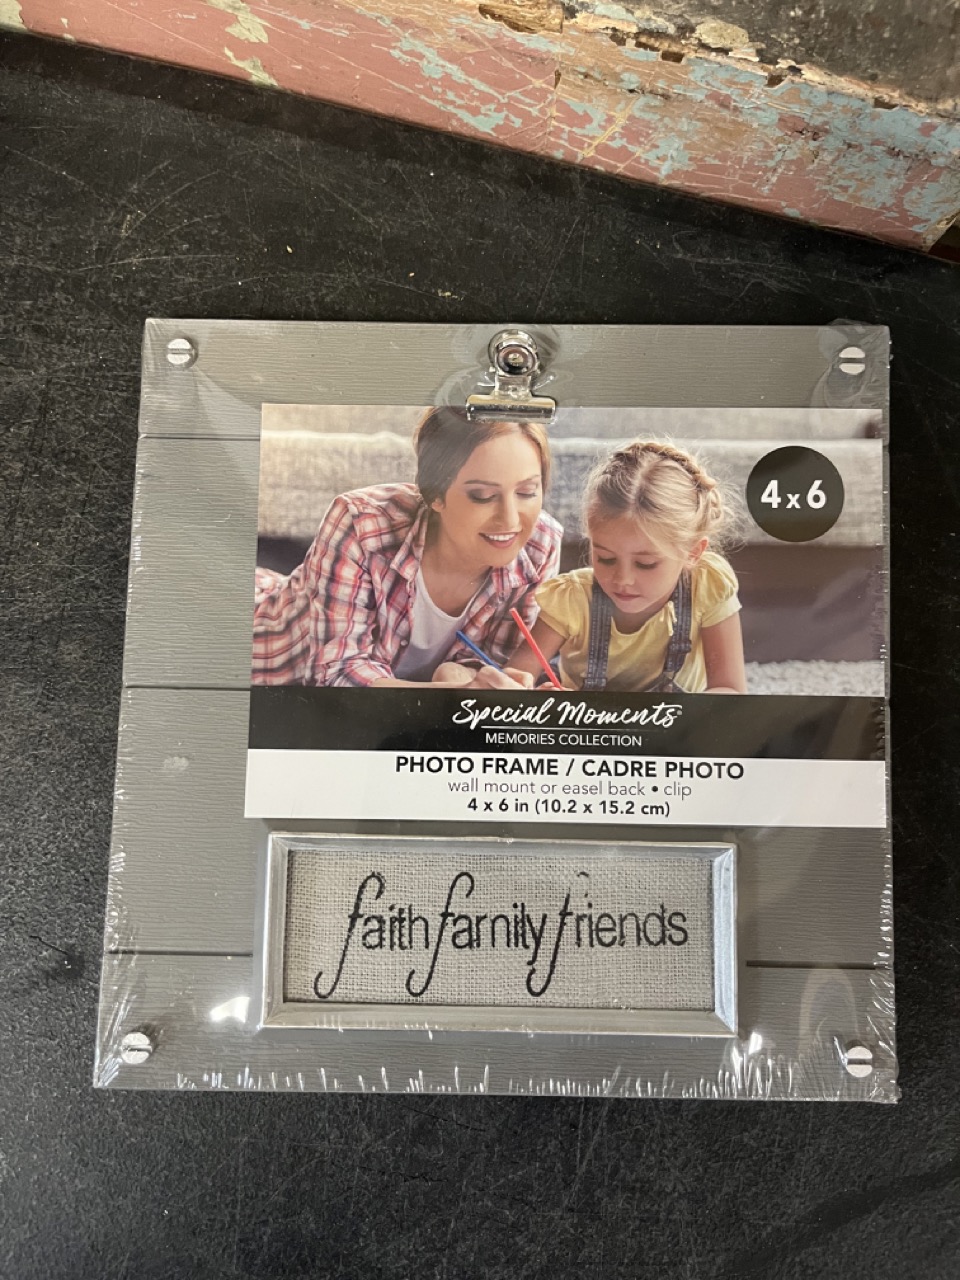 4 x 6
Special Moments®
MEMORIES COLLECTION
PHOTO FRAME / CADRE PHOTO
wall mount or easel back • clip
4 x 6 in (10.2 x 15.2 cm)
faith family friends